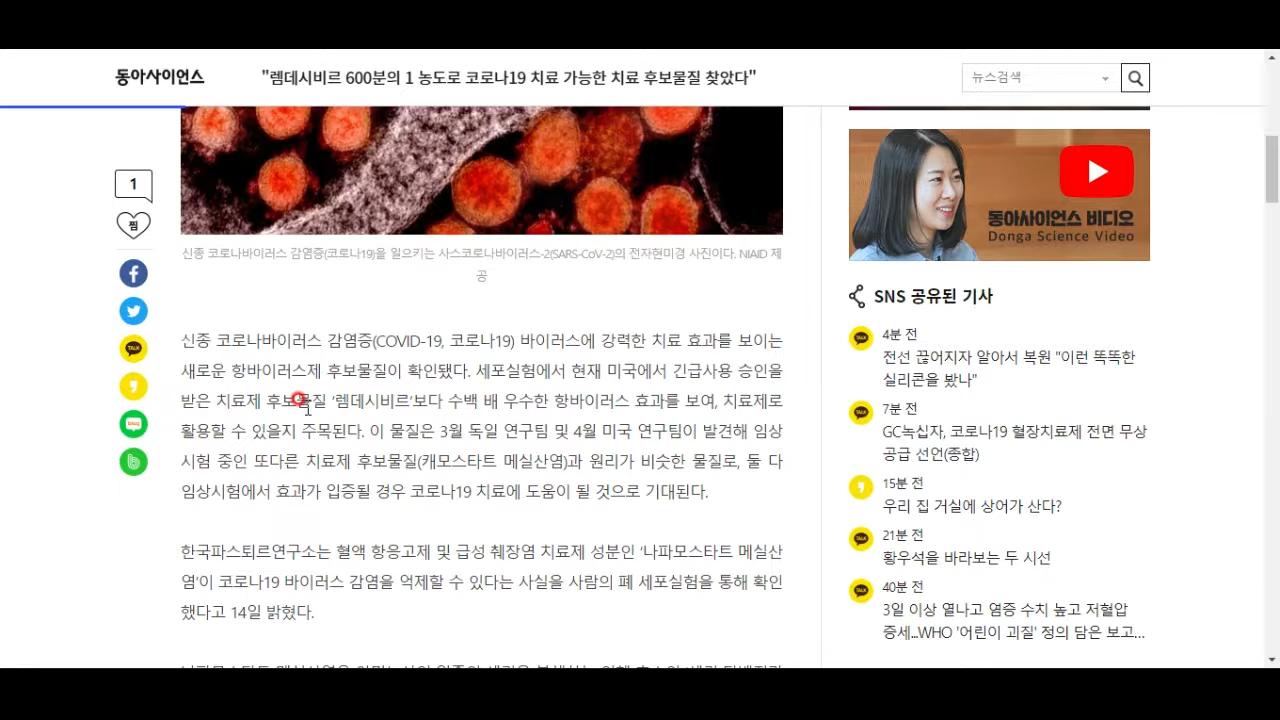 동아사이언스
"렘데시비르 600분의 1 농도로 코로나19 치료 가능한 치료 후보물질 찾았다"
뉴스검색
1
찜
TALK
blog
동아사이언스 비디오
Donga Science Video
신종 코로나바이러스 감염증(코로나19)을 일으키는 사스코로나바이러스-2(SARS-CoV-2)의 전자현미경 사진이다. NIAID 제
공
신종 코로나바이러스 감염증(COVID-19, 코로나19) 바이러스에 강력한 치료 효과를 보이는
새로운 항바이러스제 후보물질이 확인됐다. 세포실험에서 현재 미국에서 긴급사용 승인을
받은 치료제 후보물질 '렘데시비르'보다 수백 배 우수한 항바이러스 효과를 보여, 치료제로
활용할 수 있을지 주목된다. 이 물질은 3월 독일 연구팀 및 4월 미국 연구팀이 발견해 임상
시험 중인 또다른 치료제 후보물질(캐모스타트 메실산염)과 원리가 비슷한 물질로, 둘 다
임상시험에서 효과가 입증될 경우 코로나19 치료에 도움이 될 것으로 기대된다.
한국파스퇴르연구소는 혈액 항응고제 및 급성 췌장염 치료제 성분인 '나파모스타트 메실산
염'이 코로나19 바이러스 감염을 억제할 수 있다는 사실을 사람의 폐 세포실험을 통해 확인
했다고 14일 밝혔다.
SNS 공유된 기사
TALK
4분 전
전선 끊어지자 알아서 복원 "이런 똑똑한
실리콘을 봤나"
TALK
7분 전
GC녹십자, 코로나19 혈장치료제 전면 무상
공급 선언(종합)
15분 전
우리 집 거실에 상어가 산다?
TALK
21분 전
황우석을 바라보는 두 시선
TALK
40분 전
3일 이상 열나고 염증 수치 높고 저혈압
증세...WHO '어린이 괴질' 정의 담은 보고...